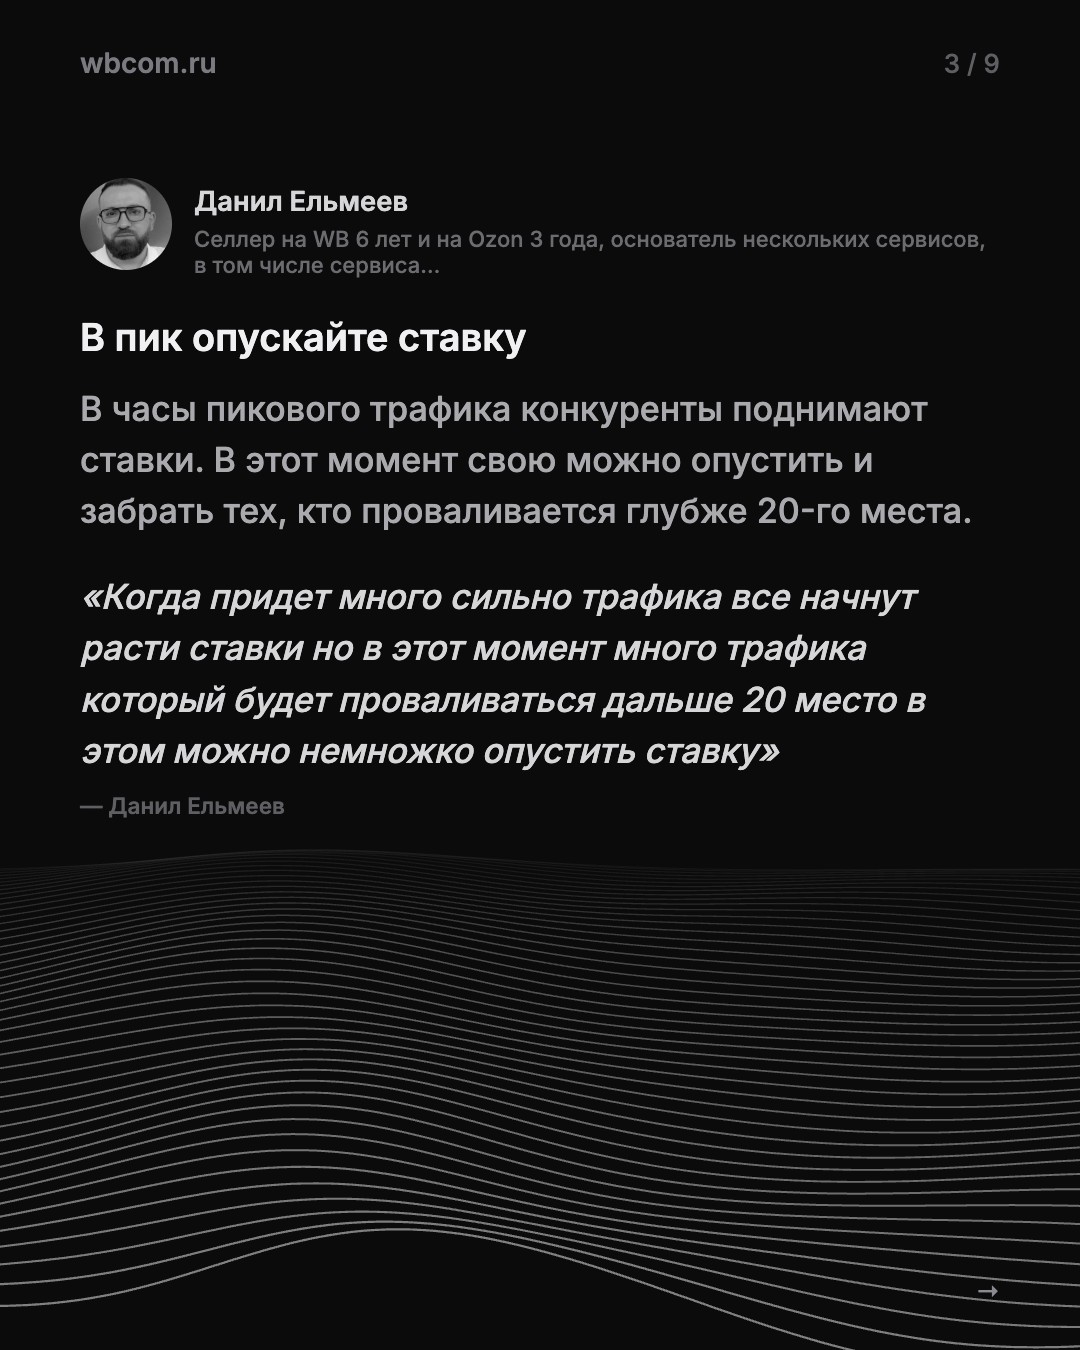 wbcom.ru
3 / 9
Данил Ельмеев
Селлер на WB 6 лет и на Ozon 3 года, основатель нескольких сервисов,
в том числе сервиса...
В пик опускайте ставку
В часы пикового трафика конкуренты поднимают
ставки. В этот момент свою можно опустить и
забрать тех, кто проваливается глубже 20-го места.
«Когда придет много сильно трафика все начнут
расти ставки но в этот момент много трафика
который будет проваливаться дальше 20 место в
этом можно немножко опустить ставку»
— Данил Ельмеев
→